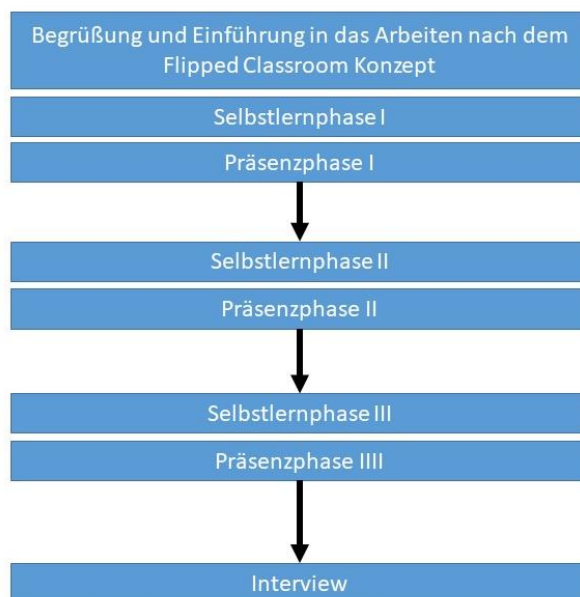 Begrüßung und Einführung in das Arbeiten nach dem
Flipped Classroom Konzept
Selbstlernphase I
Präsenzphase I
Selbstlernphase II
Präsenzphase II
Selbstlernphase III
Präsenzphase IIII
Interview